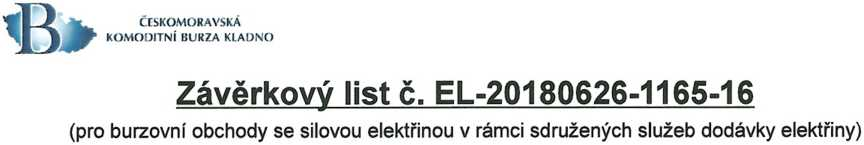 B
ČESKOMORAVSKÁ
KOMODITNÍ BURZA KLADNO
Závěrkový list č. EL-20180626-1165-16
(pro burzovní obchody se silovou elektřinou v rámci sdružených služeb dodávky elektřiny)